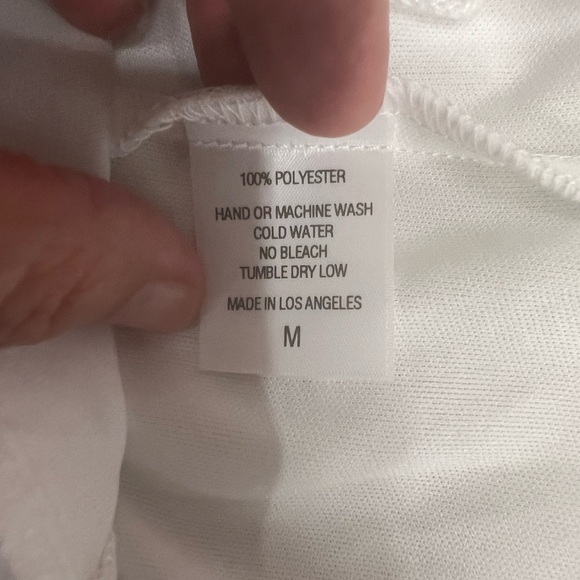 100% POLYESTER
HAND OR MACHINE WASH
COLD WATER
NO BLEACH
TUMBLE DRY LOW
MADE IN LOS ANGELES
M